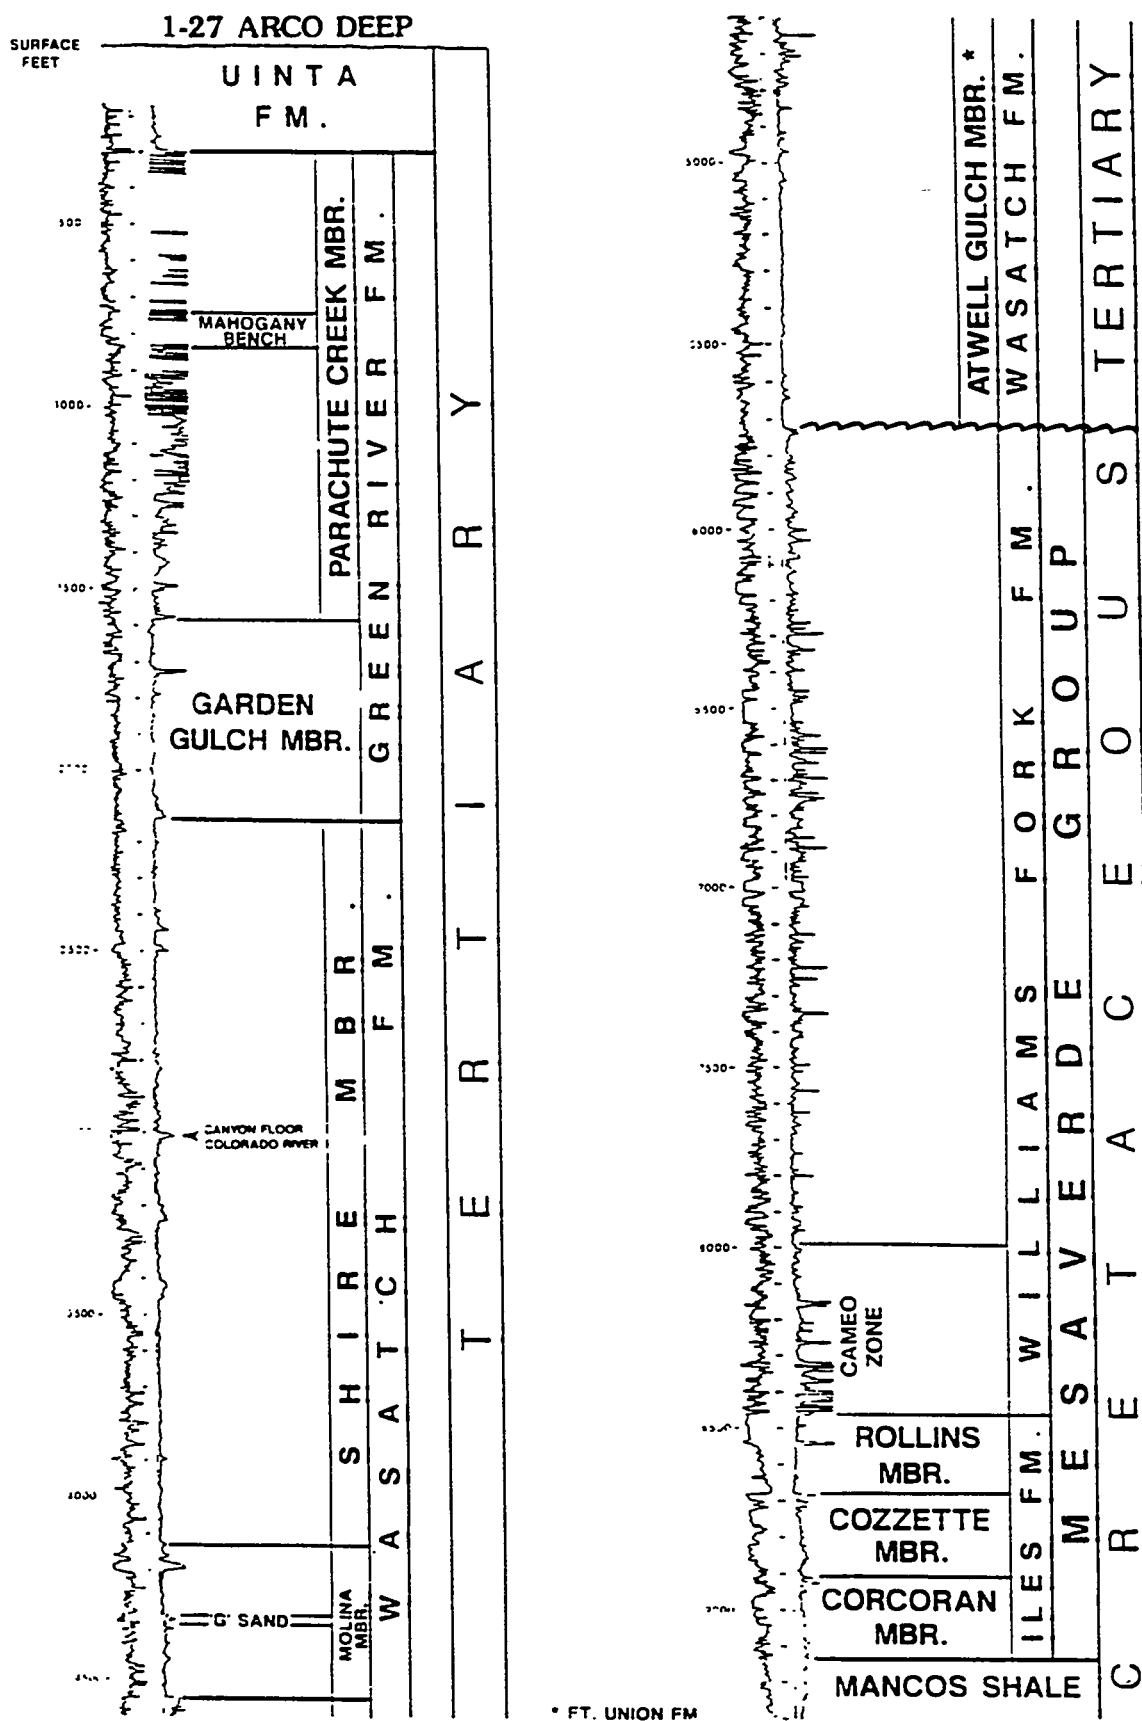 1-27 ARCO DEEP
SURFACE
FEET
UINTA
FM.
500
MAHOGANY
BENCH
PARACHUTE CREEK MBR.
GREEN RIVER FM.
1000
1500
GARDEN
GULCH MBR.
CANYON FLOOR
COLORADO RIVER
SHIRE MBR.
WASATCH FM.
TERTIARY
3500
4000
G' SAND
MOLINA
MBR.
ATWELL GULCH MBR. *
WASATCH FM.
TERTIARY
5000
6000
7000
WILLIAMS FORK FM.
MESAVERDE GROUP
CRETACEOUS
CAMEO
ZONE
ROLLINS
MBR.
COZZETTE
MBR.
CORCORAN
MBR.
ILES FM.
MANCOS SHALE
* FT. UNION FM